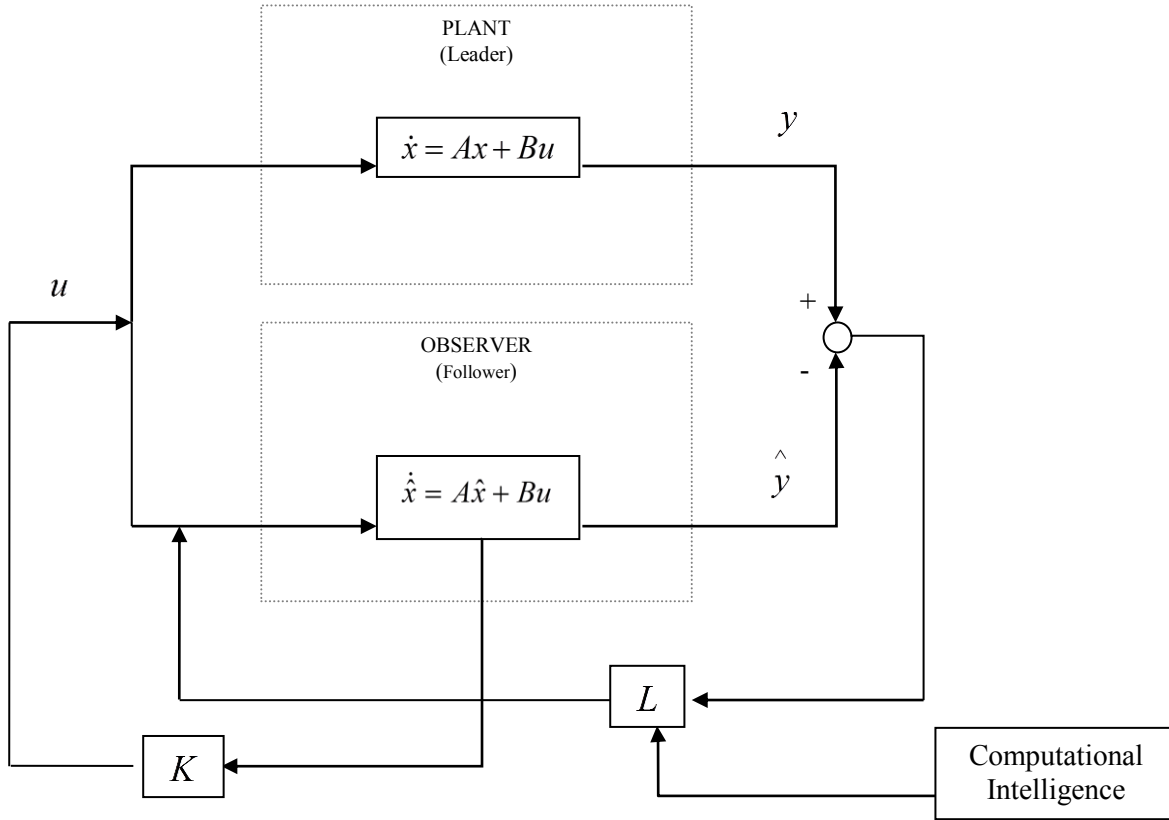 PLANT
(Leader)
ẋ = Ax + Bu
y
u
+
-
OBSERVER
(Follower)
x̂̇ = Ax̂ + Bu
ŷ
L
K
Computational
Intelligence